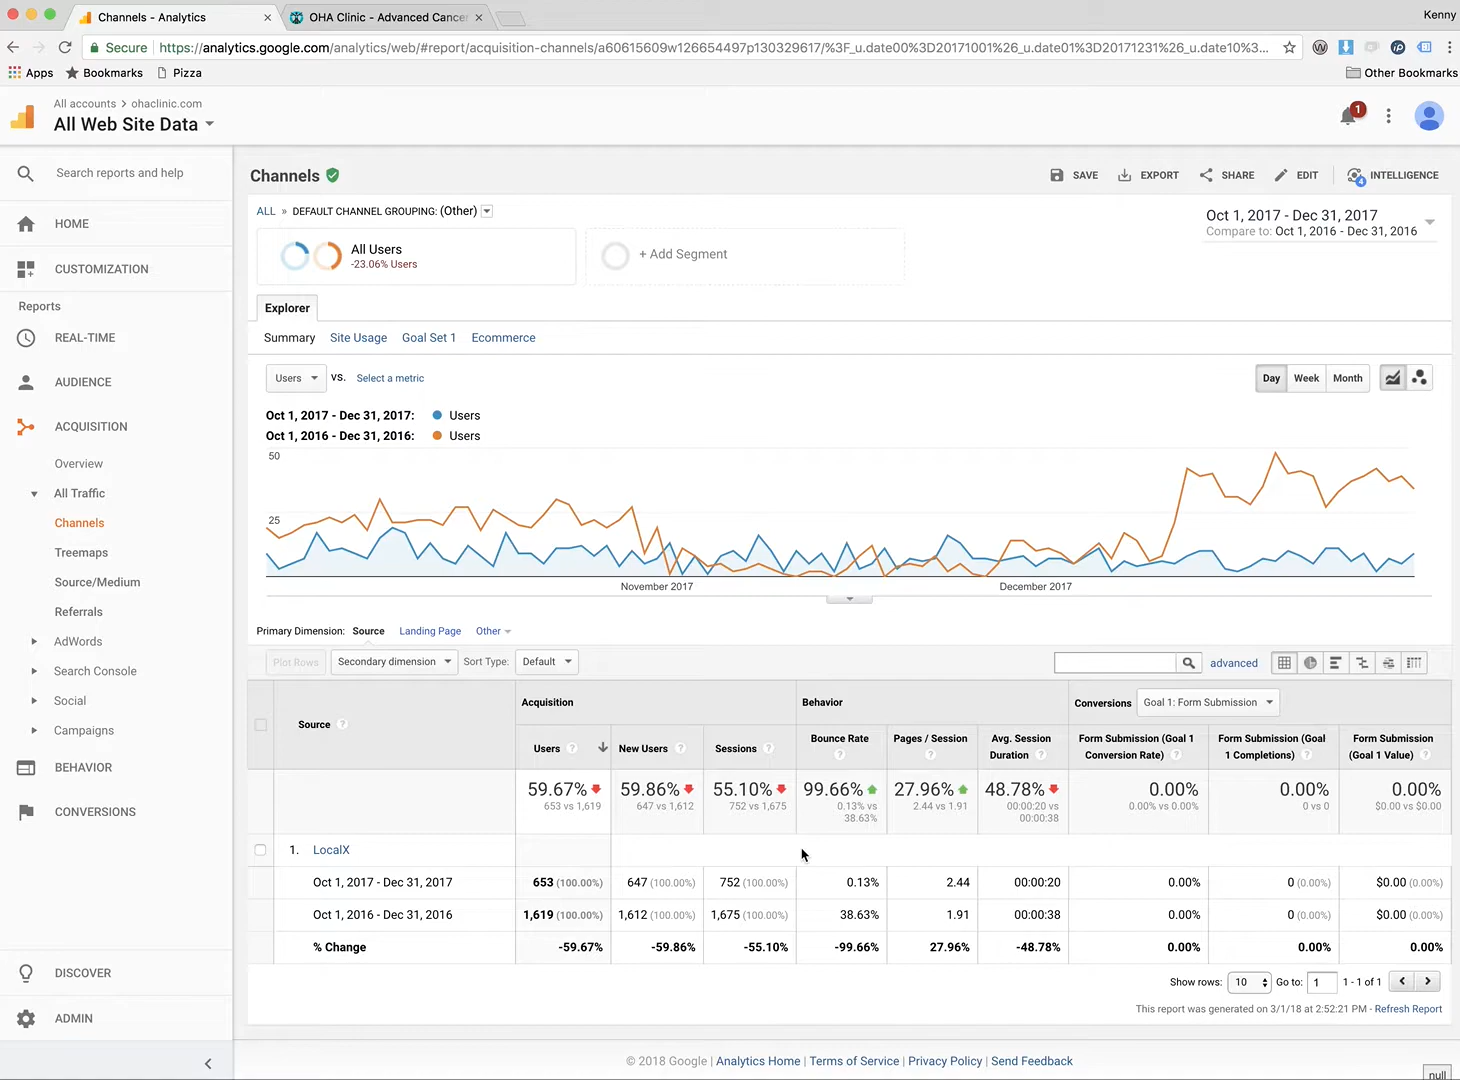 Channels - Analytics
OHA Clinic - Advanced Cancer
Kenny
Secure https://analytics.google.com/analytics/web/#report/acquisition-channels/a60615609w126654497p130329617/%3F_u.date00%3D20171001%26_u.date01%3D20171231%26_u.date10%3...
Apps Bookmarks Pizza Other Bookmarks
All accounts > ohaclinic.com
All Web Site Data
1
Search reports and help
HOME
CUSTOMIZATION
Reports
REAL-TIME
AUDIENCE
ACQUISITION
Overview
All Traffic
Channels
Treemaps
Source/Medium
Referrals
AdWords
Search Console
Social
Campaigns
BEHAVIOR
CONVERSIONS
DISCOVER
ADMIN
Channels
SAVE EXPORT SHARE EDIT 4 INTELLIGENCE
ALL » DEFAULT CHANNEL GROUPING: (Other)
Oct 1, 2017 - Dec 31, 2017
Compare to: Oct 1, 2016 - Dec 31, 2016
All Users
-23.06% Users
+ Add Segment
Explorer
Summary Site Usage Goal Set 1 Ecommerce
Users vs. Select a metric
Day Week Month
Oct 1, 2017 - Dec 31, 2017: Users
Oct 1, 2016 - Dec 31, 2016: Users
50
25
November 2017 December 2017
Primary Dimension: Source Landing Page Other
Plot Rows Secondary dimension Sort Type: Default advanced
Source ?
Acquisition Behavior Conversions Goal 1: Form Submission
Users ? New Users ? Sessions ? Bounce Rate ? Pages / Session ? Avg. Session Duration ? Form Submission (Goal 1 Conversion Rate) ? Form Submission (Goal 1 Completions) ? Form Submission (Goal 1 Value) ?
59.67% 59.86% 55.10% 99.66% 27.96% 48.78% 0.00% 0.00% 0.00%
653 vs 1,619 647 vs 1,612 752 vs 1,675 0.13% vs 38.63% 2.44 vs 1.91 00:00:20 vs 00:00:38 0.00% vs 0.00% 0 vs 0 $0.00 vs $0.00
1. LocalX
Oct 1, 2017 - Dec 31, 2017 653 (100.00%) 647 (100.00%) 752 (100.00%) 0.13% 2.44 00:00:20 0.00% 0 (0.00%) $0.00 (0.00%)
Oct 1, 2016 - Dec 31, 2016 1,619 (100.00%) 1,612 (100.00%) 1,675 (100.00%) 38.63% 1.91 00:00:38 0.00% 0 (0.00%) $0.00 (0.00%)
% Change -59.67% -59.86% -55.10% -99.66% 27.96% -48.78% 0.00% 0.00% 0.00%
Show rows: 10 Go to: 1 1 - 1 of 1
This report was generated on 3/1/18 at 2:52:21 PM - Refresh Report
© 2018 Google | Analytics Home | Terms of Service | Privacy Policy | Send Feedback
null